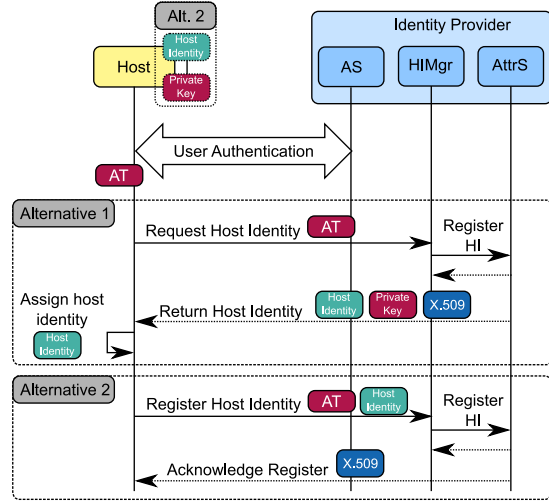 Alt. 2
Host
Identity
Private
Key
Host
Identity Provider
AS
HIMgr
AttrS
User Authentication
AT
Alternative 1
Request Host Identity
AT
Register
HI
Return Host Identity
Host
Identity
Private
Key
X.509
Assign host
identity
Host
Identity
Alternative 2
Register Host Identity
AT
Host
Identity
Register
HI
Acknowledge Register
X.509